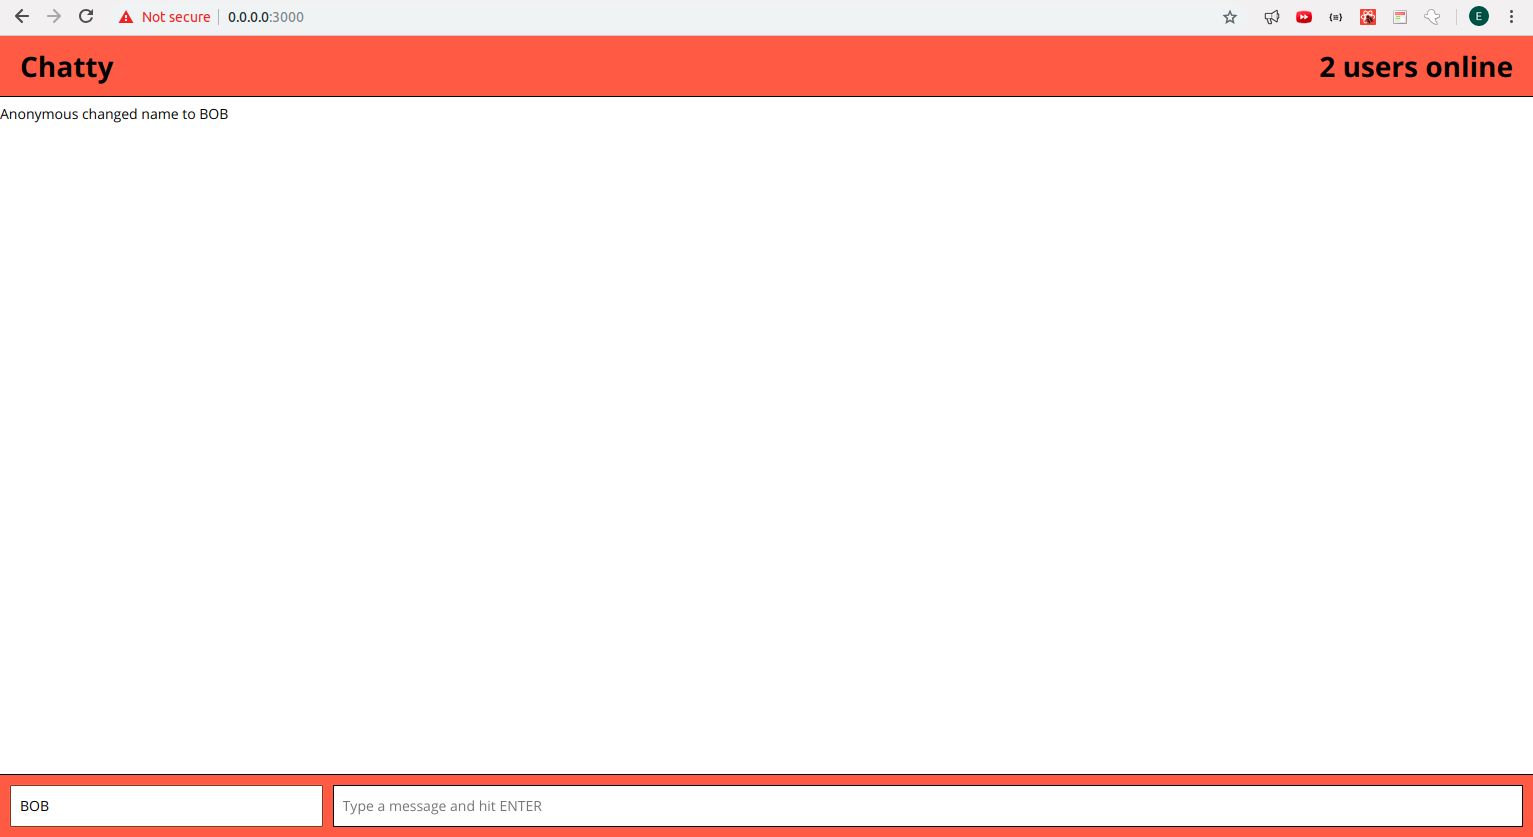 Not secure 0.0.0.0:3000
E
Chatty
2 users online
Anonymous changed name to BOB
BOB
Type a message and hit ENTER